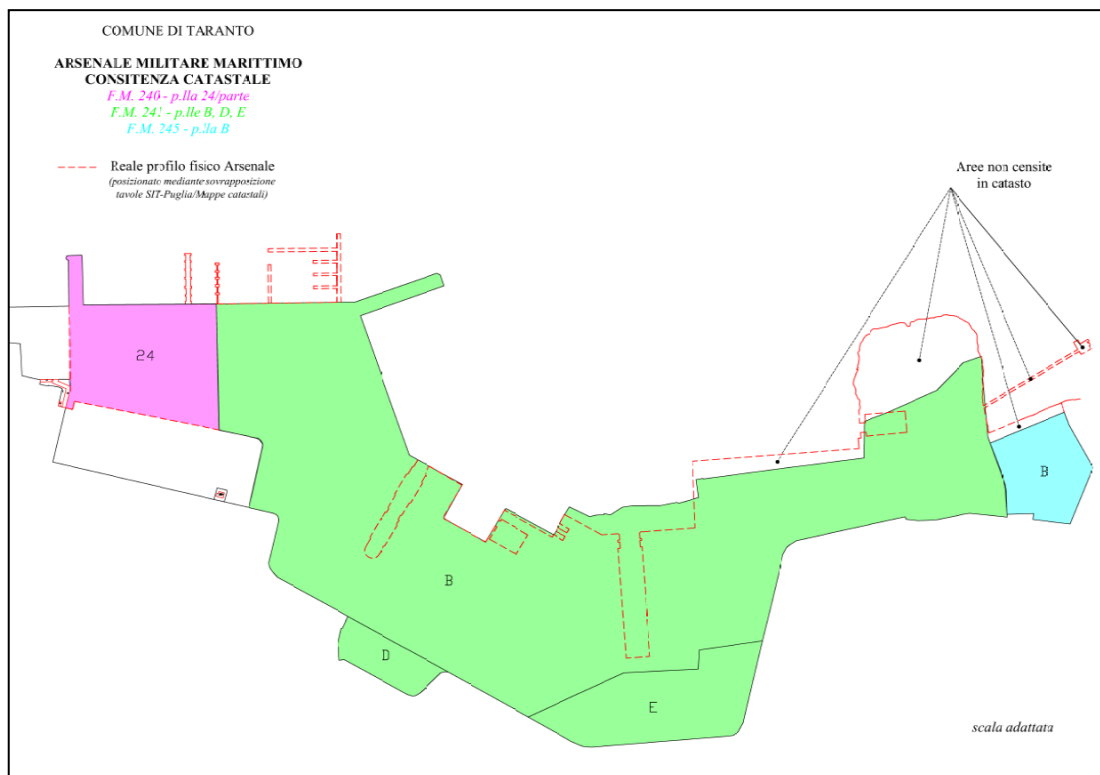 COMUNE DI TARANTO
ARSENALE MILITARE MARITTIMO
CONSITENZA CATASTALE
F.M. 240 - p.lla 24/parte
F.M. 241 - p.lle B, D, E
F.M. 245 - p.lla B
Reale profilo fisico Arsenale
(posizionato mediante sovrapposizione
tavole SIT-Puglia/Mappe catastali)
Aree non censite
in catasto
24
B
B
D
E
scala adattata